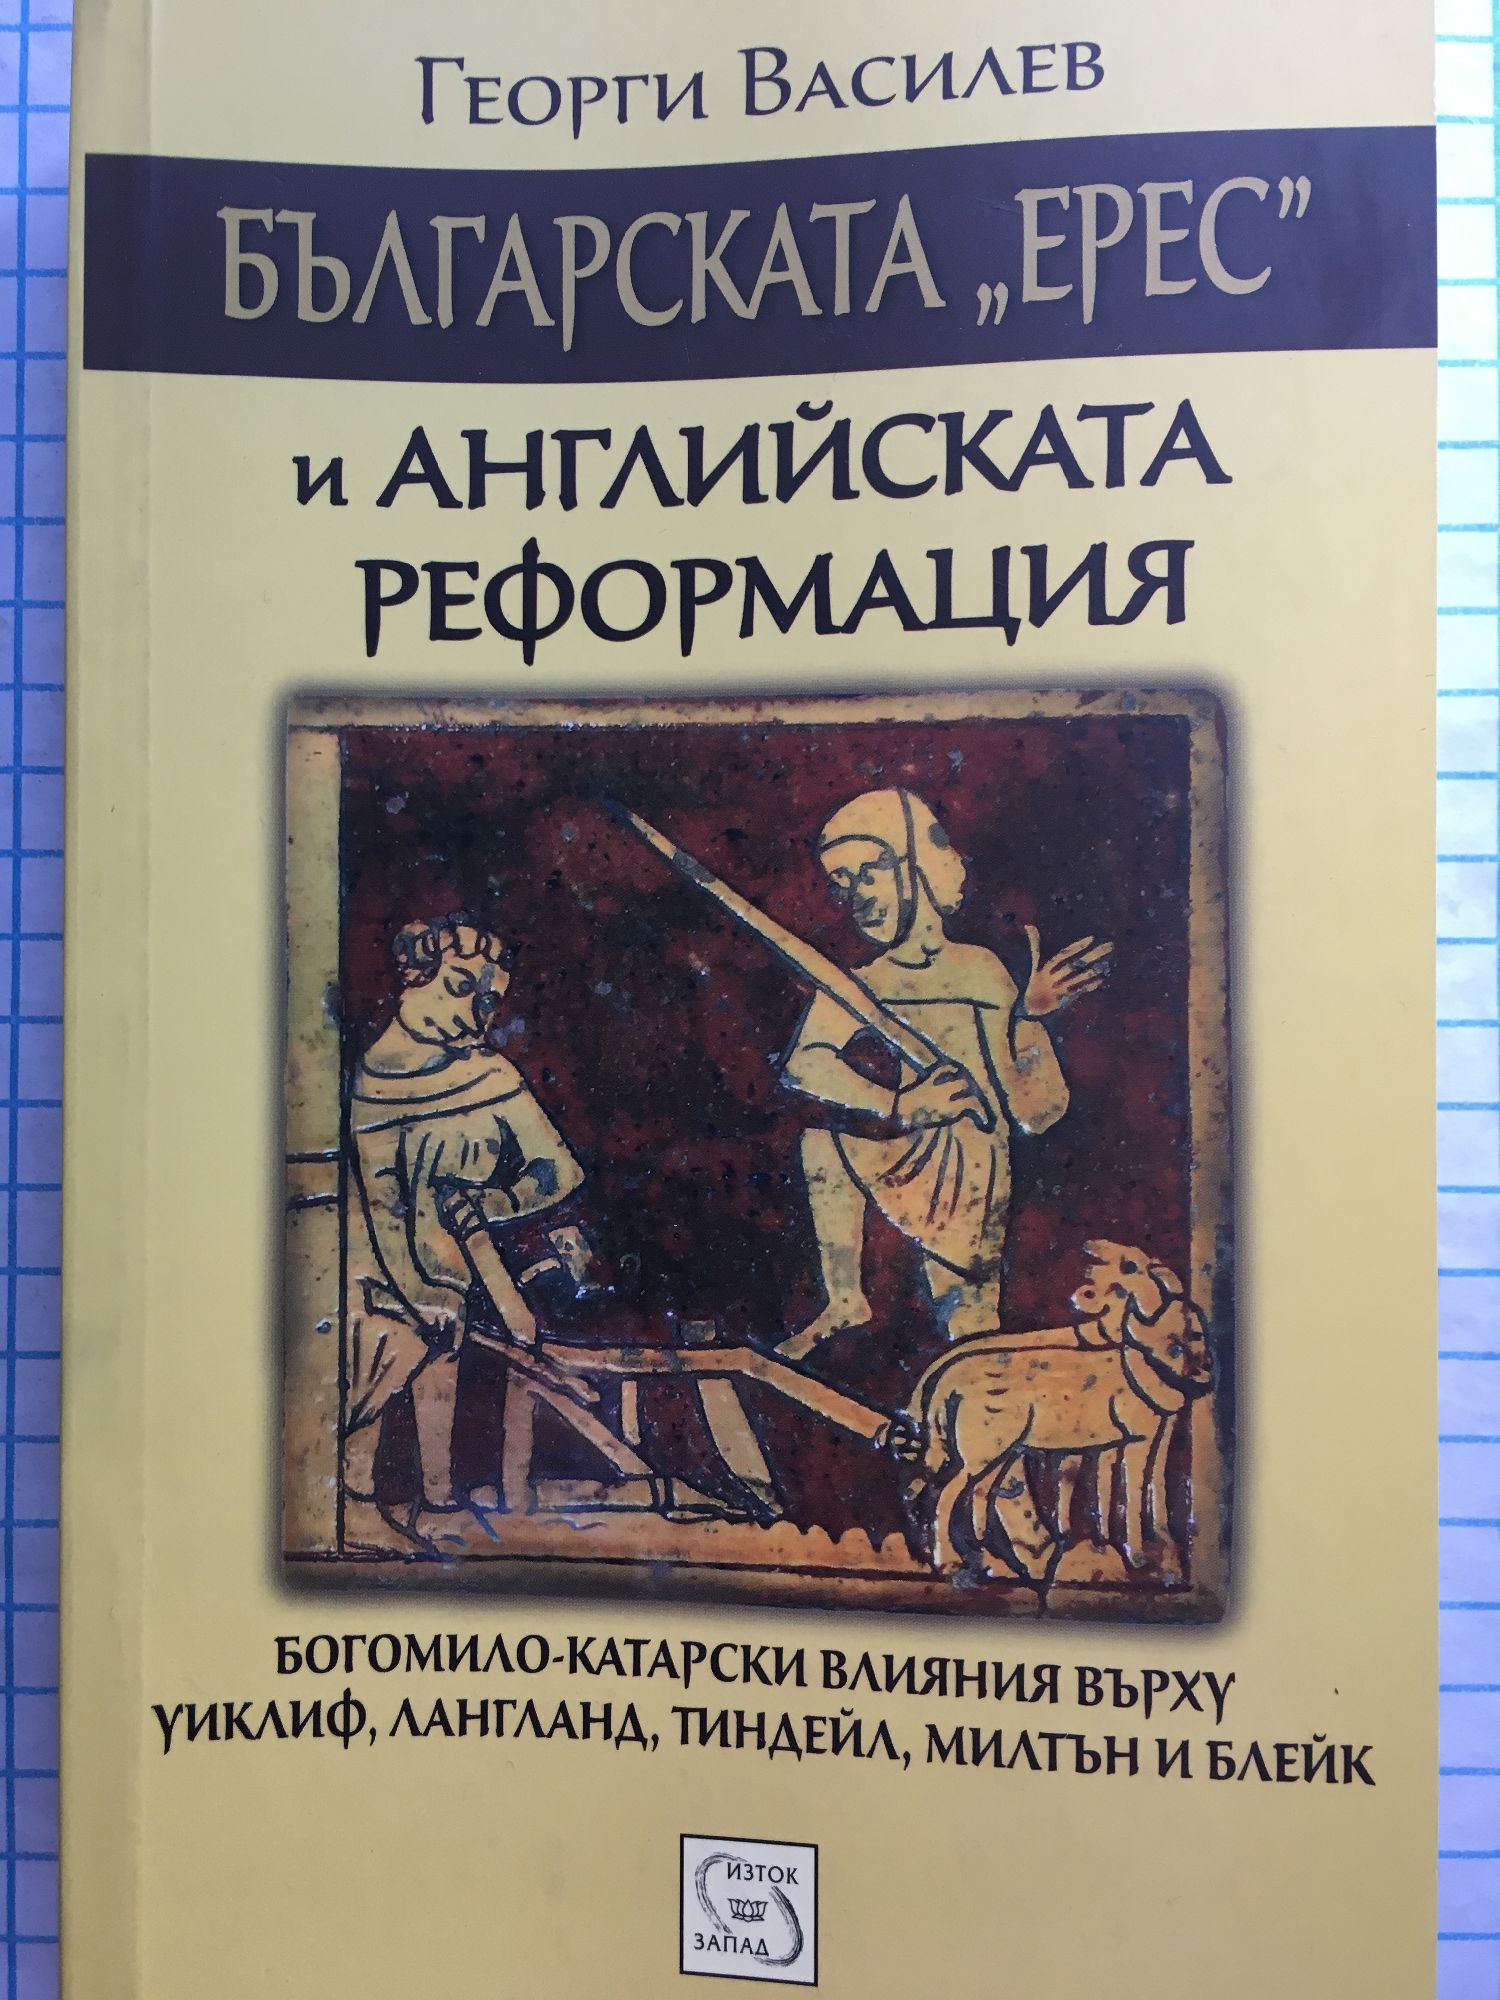 ГЕОРГИ ВАСИЛЕВ
БЪЛГАРСКАТА „ЕРЕС”
И АНГЛИЙСКАТА
РЕФОРМАЦИЯ
БОГОМИЛО-КАТАРСКИ ВЛИЯНИЯ ВЪРХУ
УИКЛИФ, ЛАНГЛАНД, ТИНДЕЙЛ, МИЛТЪН И БЛЕЙК
ИЗТОК
ЗАПАД